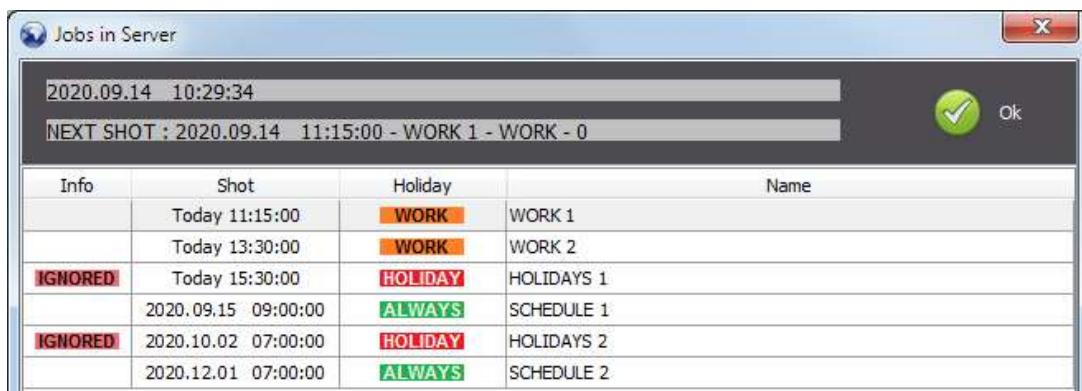 Jobs in Server
2020.09.14 10:29:34
NEXT SHOT : 2020.09.14 11:15:00 - WORK 1 - WORK - 0
Ok
Info Shot Holiday Name
Today 11:15:00 WORK WORK 1
Today 13:30:00 WORK WORK 2
IGNORED Today 15:30:00 HOLIDAY HOLIDAYS 1
2020.09.15 09:00:00 ALWAYS SCHEDULE 1
IGNORED 2020.10.02 07:00:00 HOLIDAY HOLIDAYS 2
2020.12.01 07:00:00 ALWAYS SCHEDULE 2